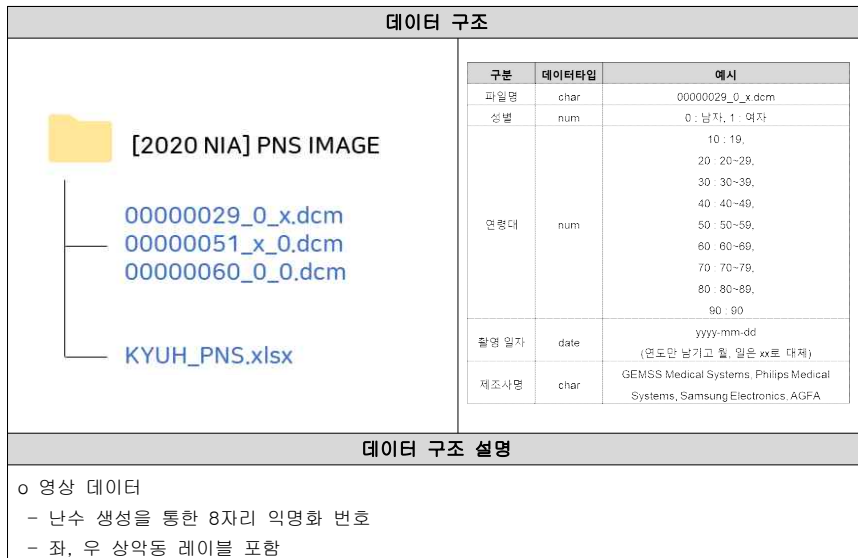 데이터 구조
[2020 NIA] PNS IMAGE
00000029_0_x.dcm
00000051_x_0.dcm
00000060_0_0.dcm
KYUH_PNS.xlsx
구분 데이터타입 예시
파일명 char 00000029_0_x.dcm
성별 num 0 : 남자, 1 : 여자
연령대 num
10 : 19,
20 : 20~29,
30 : 30~39,
40 : 40~49,
50 : 50~59,
60 : 60~69,
70 : 70~79,
80 : 80~89,
90 : 90
촬영 일자 date
yyyy-mm-dd
(연도만 남기고 월, 일은 xx로 대체)
제조사명 char
GEMSS Medical Systems, Philips Medical
Systems, Samsung Electronics, AGFA
데이터 구조 설명
o 영상 데이터
- 난수 생성을 통한 8자리 익명화 번호
- 좌, 우 상악동 레이블 포함